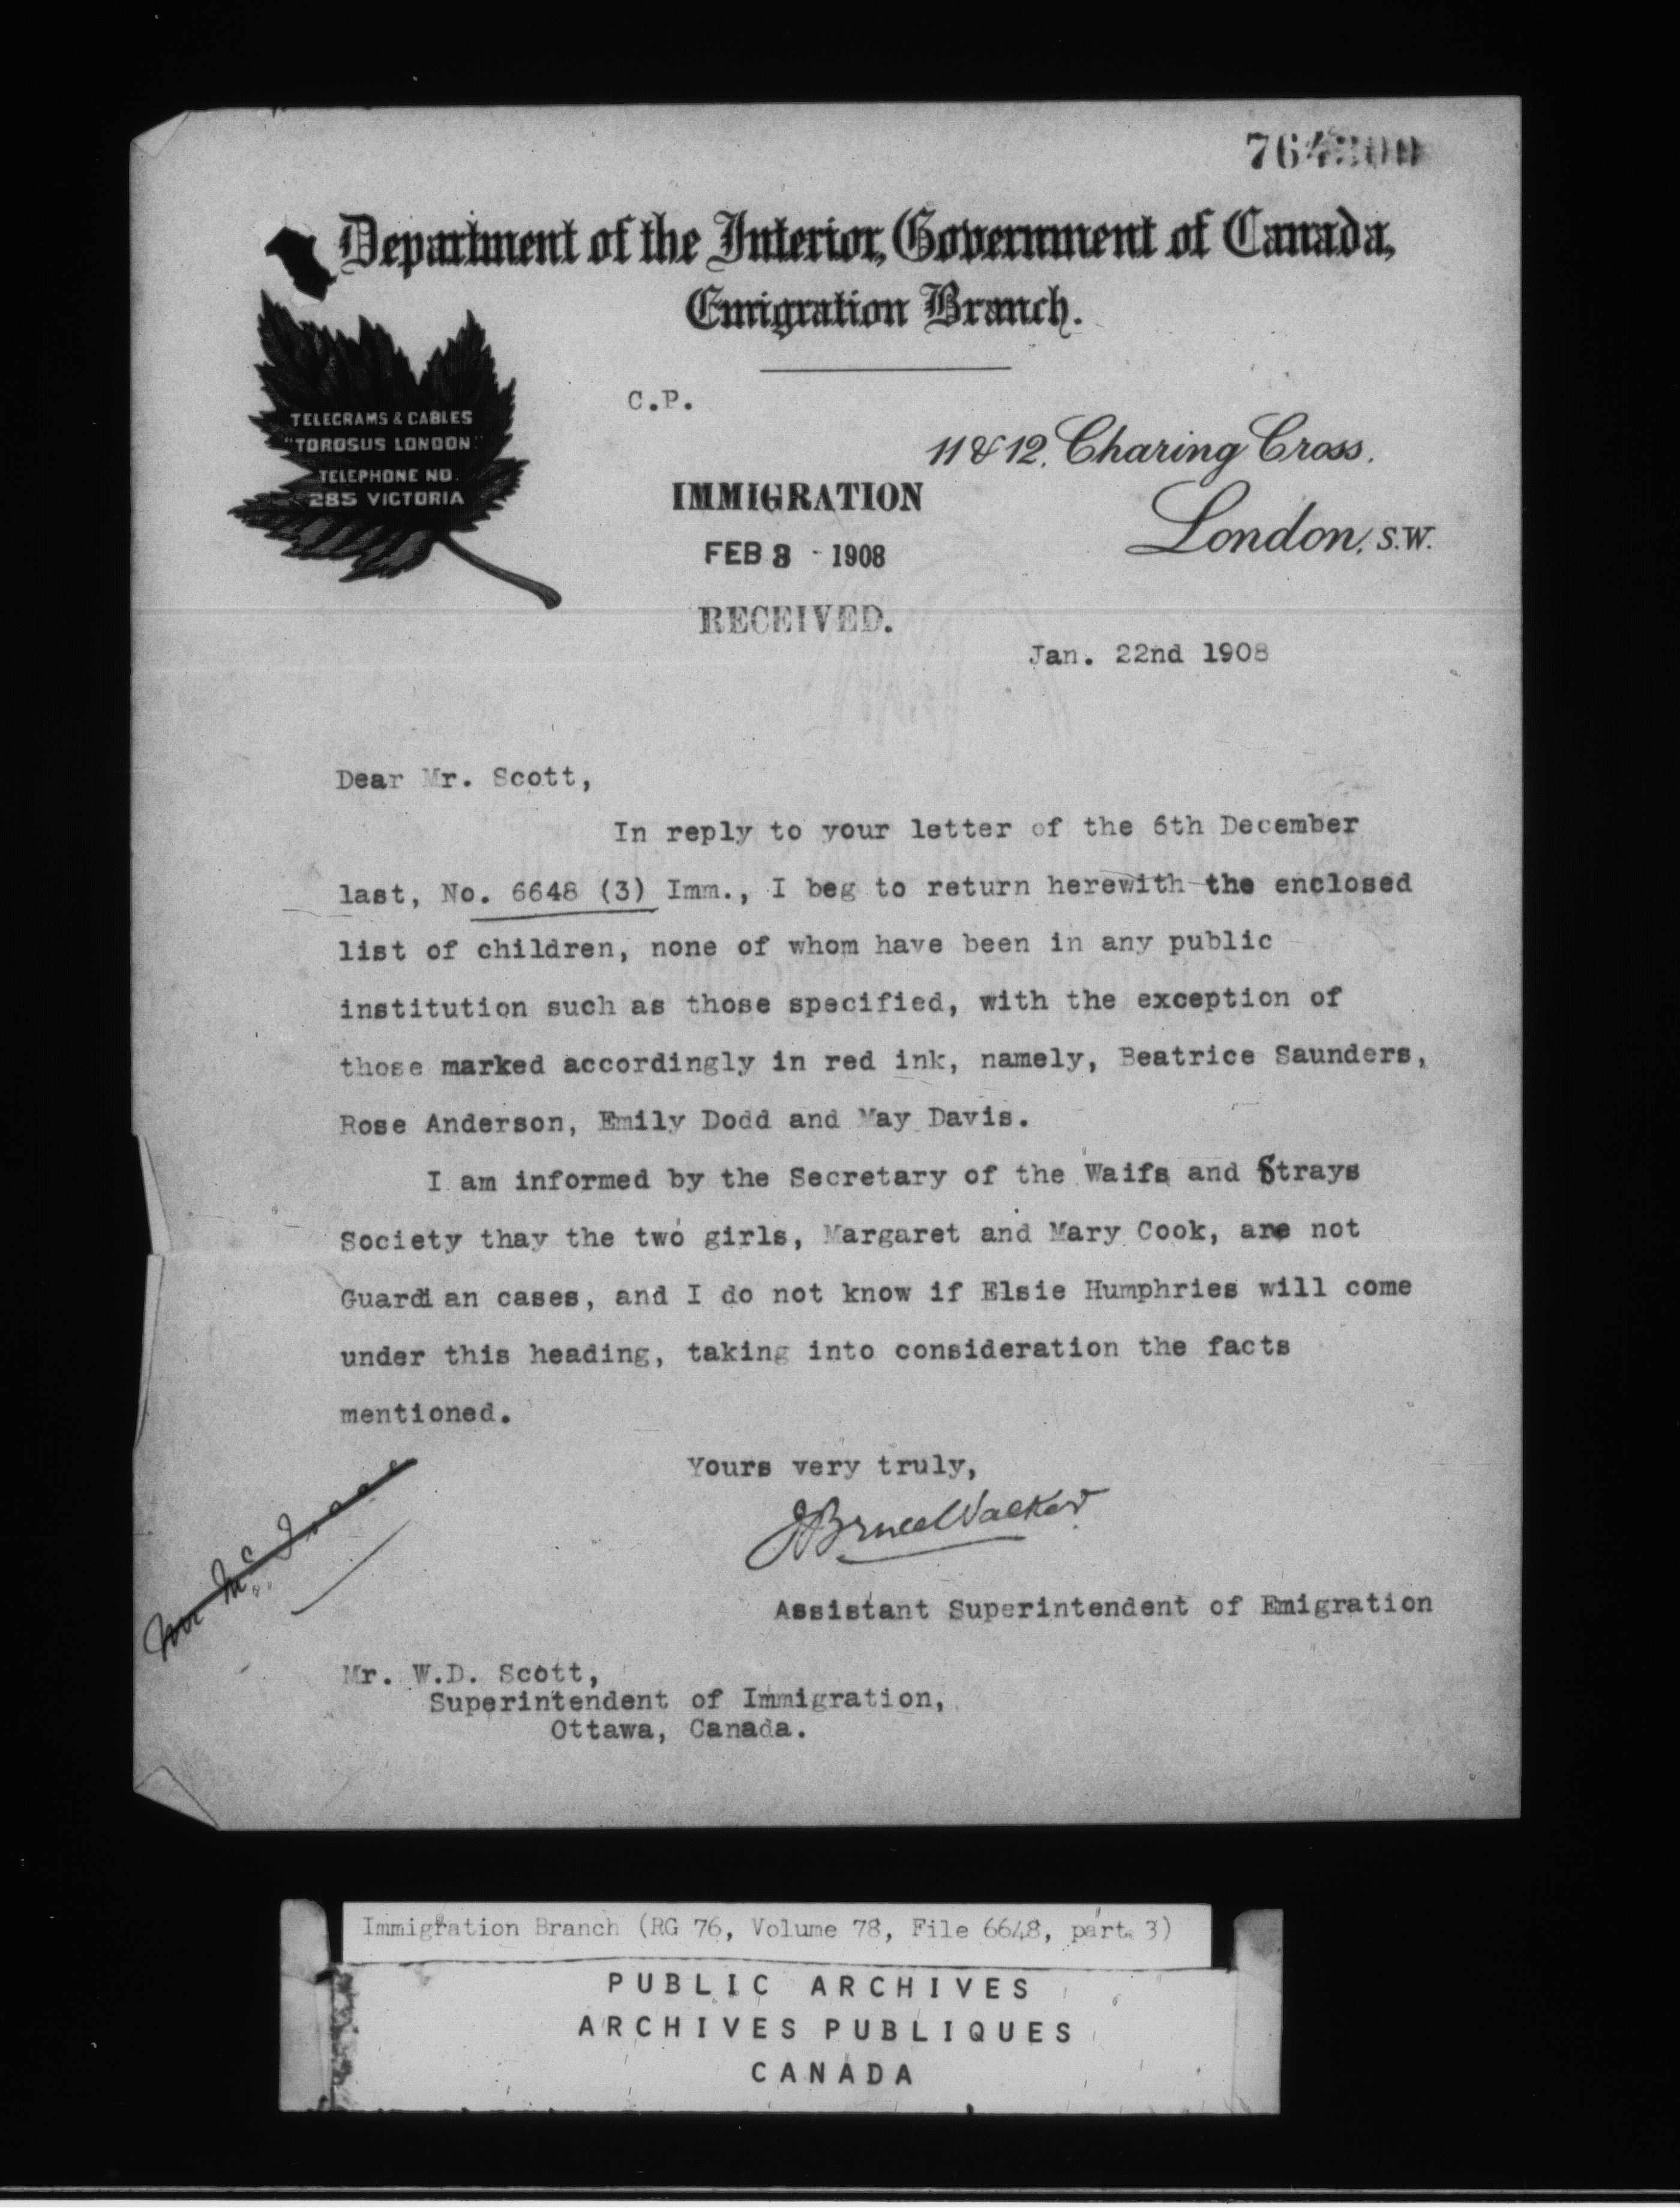 Department of the Interior, Government of Canada,
Emigration Branch.
TELEGRAMS & CABLES
"TOROSUS LONDON"
TELEPHONE NO.
285 VICTORIA
C.P.
11 & 12, Charing Cross.
London, S.W.
IMMIGRATION
FEB 3 - 1908
RECEIVED.
Jan. 22nd 1908
Dear Mr. Scott,
In reply to your letter of the 6th December
last, No. 6648 (3) Imm., I beg to return herewith the enclosed
list of children, none of whom have been in any public
institution such as those specified, with the exception of
those marked accordingly in red ink, namely, Beatrice Saunders,
Rose Anderson, Emily Dodd and May Davis.
I am informed by the Secretary of the Waifs and Strays
Society thay the two girls, Margaret and Mary Cook, are not
Guardian cases, and I do not know if Elsie Humphries will come
under this heading, taking into consideration the facts
mentioned.
Yours very truly,
J Bruce Walker
Assistant Superintendent of Emigration
Mr. W.D. Scott,
Superintendent of Immigration,
Ottawa, Canada.
Immigration Branch (RG 76, Volume 78, File 6648, part 3)
PUBLIC ARCHIVES
ARCHIVES PUBLIQUES
CANADA